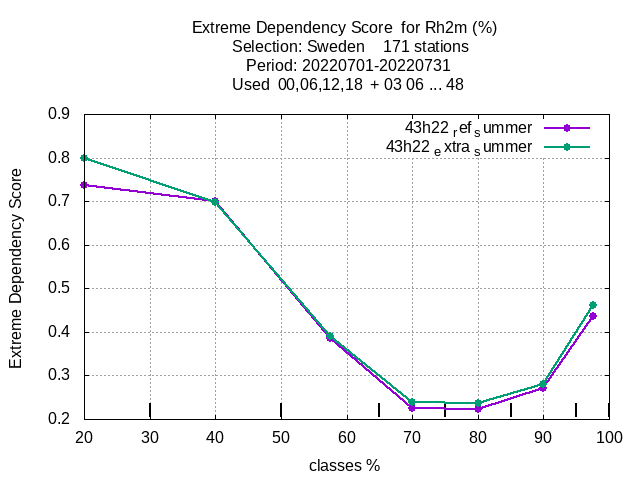 Extreme Dependency Score for Rh2m (%)
Selection: Sweden 171 stations
Period: 20220701-20220731
Used 00,06,12,18 + 03 06 ... 48
43h22 ref summer
43h22 extra summer
Extreme Dependency Score
0.9
0.8
0.7
0.6
0.5
0.4
0.3
0.2
20 30 40 50 60 70 80 90 100
classes %